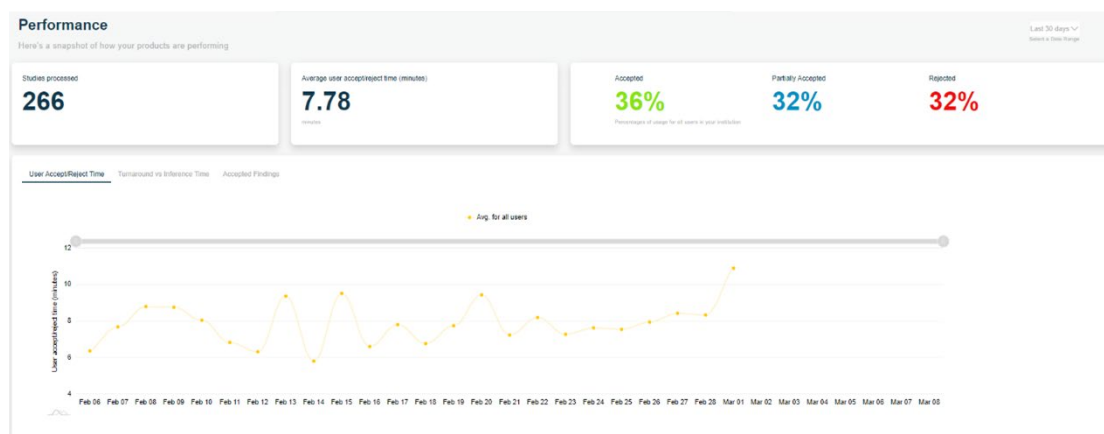 Performance
Here's a snapshot of how your products are performing
Last 30 days
Select a Date Range
Studies processed
266
Average user accept/reject time (minutes)
7.78
minutes
Accepted
36%
Percentages of usage for all users in your institution
Partially Accepted
32%
Rejected
32%
User Accept/Reject Time
Turnaround vs Inference Time
Accepted Findings
Avg. for all users
User accept/reject time (minutes)
12
10
8
6
4
Feb 06 Feb 07 Feb 08 Feb 09 Feb 10 Feb 11 Feb 12 Feb 13 Feb 14 Feb 15 Feb 16 Feb 17 Feb 18 Feb 19 Feb 20 Feb 21 Feb 22 Feb 23 Feb 24 Feb 25 Feb 26 Feb 27 Feb 28 Mar 01 Mar 02 Mar 03 Mar 04 Mar 05 Mar 06 Mar 07 Mar 08